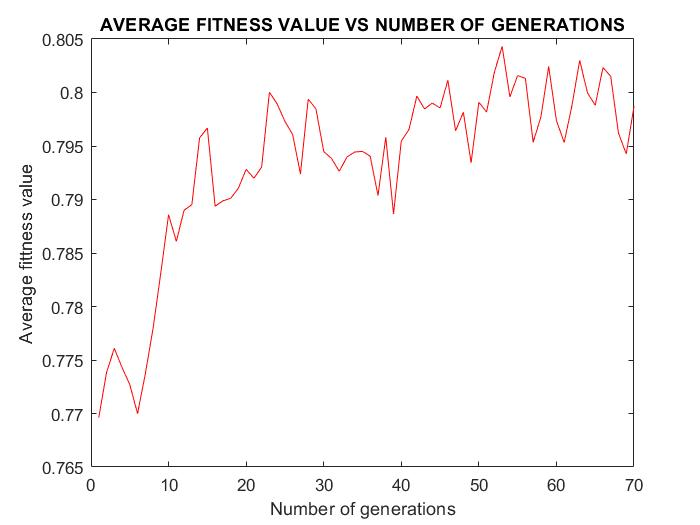 AVERAGE FITNESS VALUE VS NUMBER OF GENERATIONS
0.805
0.8
0.795
0.79
0.785
0.78
0.775
0.77
0.765
Average fittness value
0 10 20 30 40 50 60 70
Number of generations